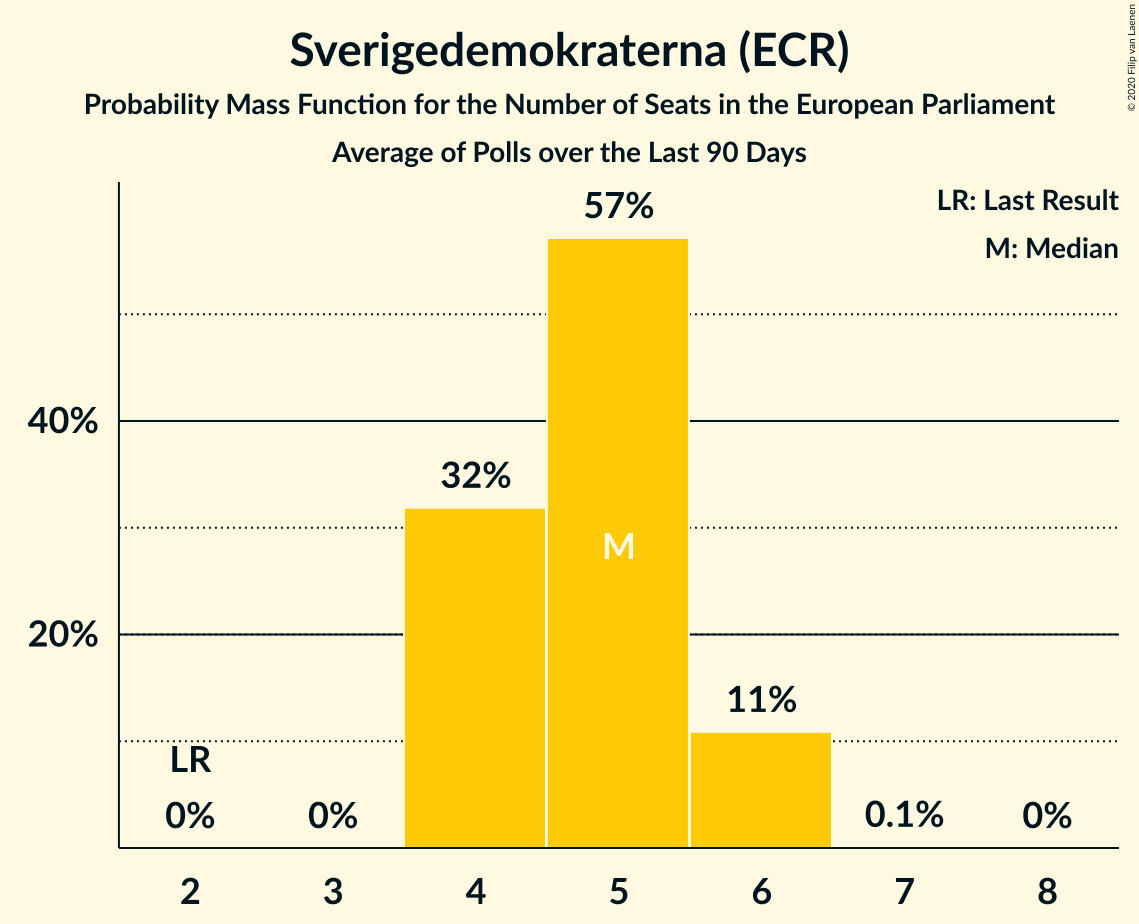 Sverigedemokraterna (ECR)
Probability Mass Function for the Number of Seats in the European Parliament
Average of Polls over the Last 90 Days
© 2020 Filip van Laenen
LR: Last Result
M: Median
57%
40%
32%
M
20%
11%
LR
0%
0%
0.1%
0%
2
3
4
5
6
7
8